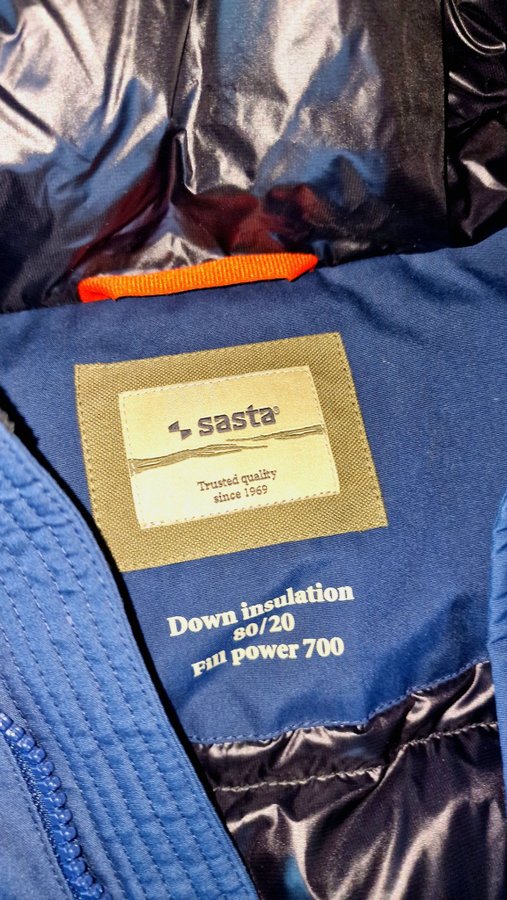 sasta®
Trusted quality
since 1969
Down insulation
80/20
Fill power 700